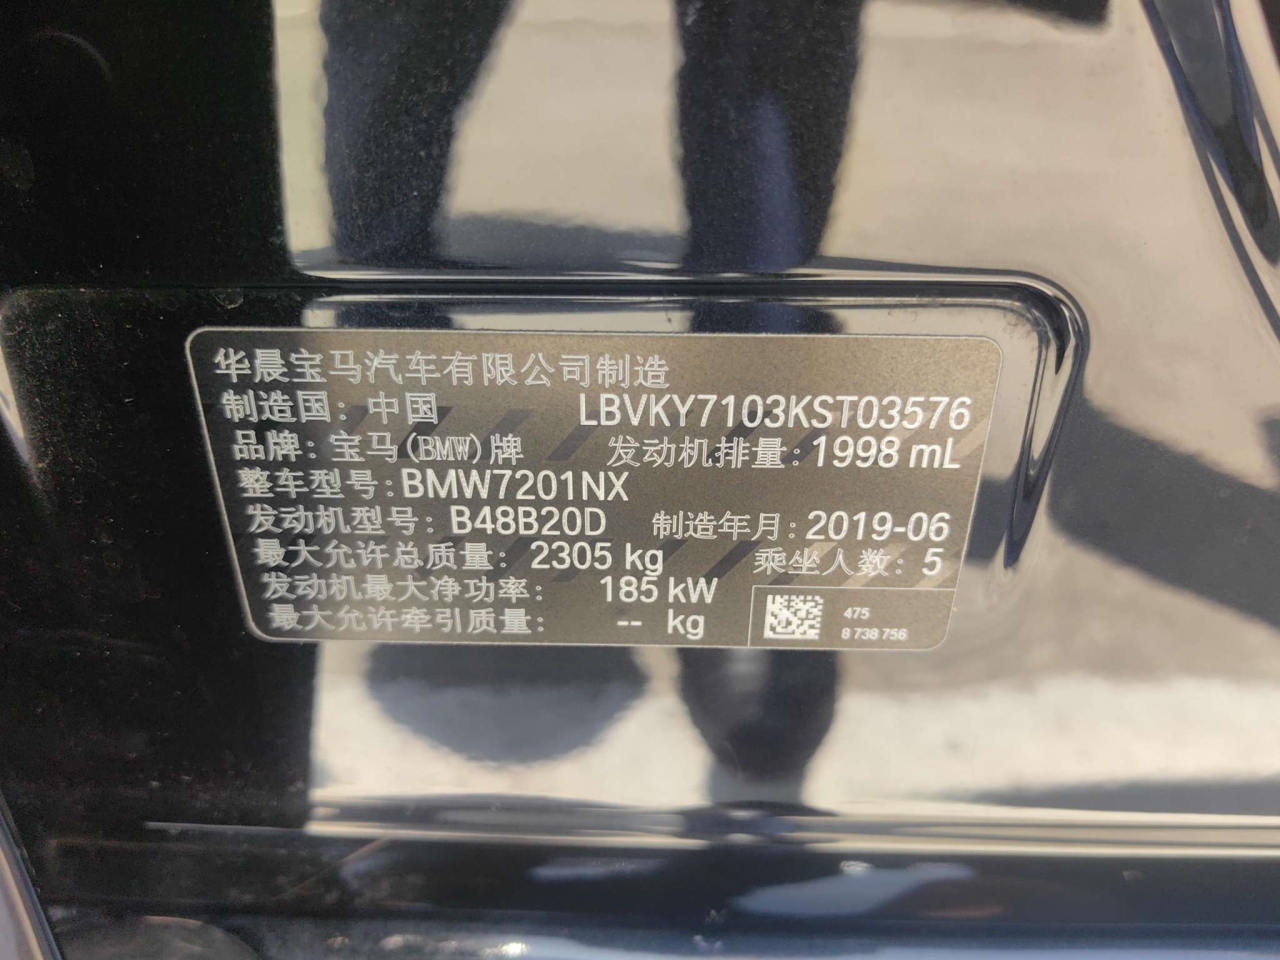 华晨宝马汽车有限公司制造
制造国：中国 LBVKY7103KST03576
品牌：宝马(BMW)牌 发动机排量：1998 mL
整车型号：BMW7201NX
发动机型号：B48B20D 制造年月：2019-06
最大允许总质量：2305 kg 乘坐人数：5
发动机最大净功率：185 kW
最大允许牵引质量：-- kg
475
8 738 756